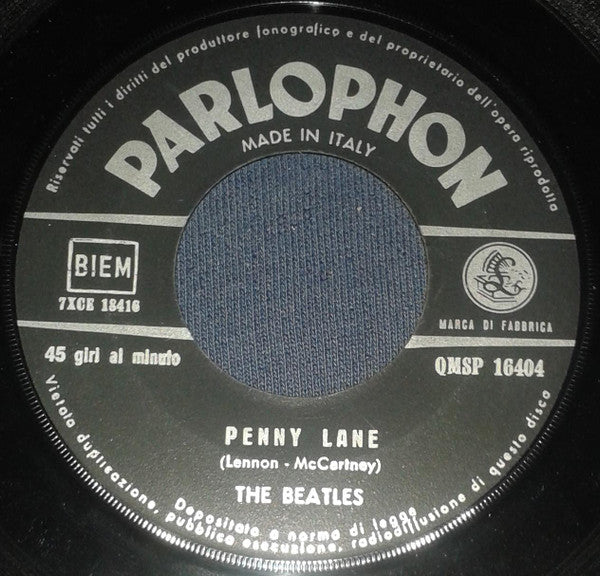 Riservati tutti i diritti del produttore fonografico e del proprietario dell'opera riprodotta
PARLOPHON
MADE IN ITALY
BIEM
7XCE 18416
MARCA DI FABBRICA
45 giri al minuto
QMSP 16404
PENNY LANE
(Lennon - McCartney)
THE BEATLES
Vietata duplicazione, pubblica esecuzione, radiodiffusione di questo disco
Depositato a norma di legge